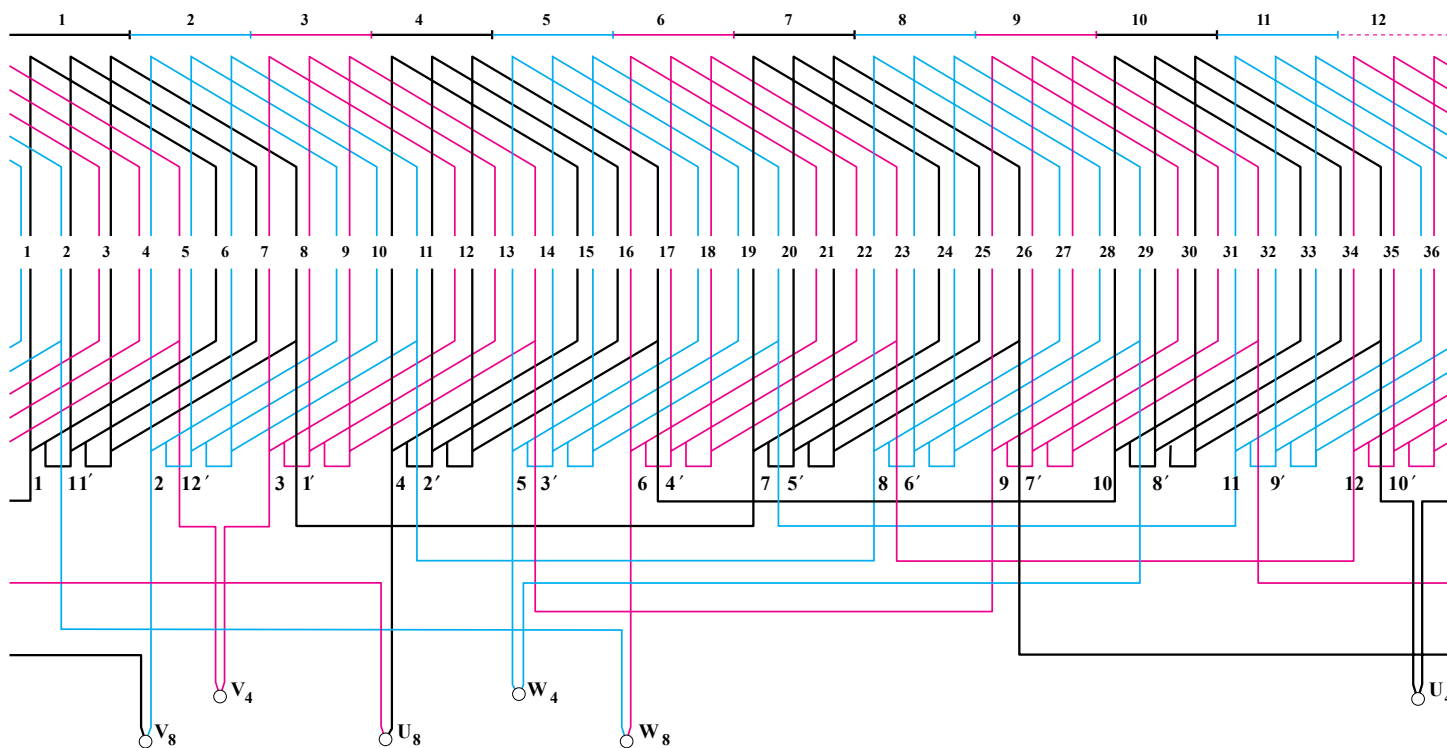 1 2 3 4 5 6 7 8 9 10 11 12
1 2 3 4 5 6 7 8 9 10 11 12 13 14 15 16 17 18 19 20 21 22 23 24 25 26 27 28 29 30 31 32 33 34 35 36
1 11′ 2 12′ 3 1′ 4 2′ 5 3′ 6 4′ 7 5′ 8 6′ 9 7′ 10 8′ 11 9′ 12 10′
V4 W4 U4
V8 U8 W8